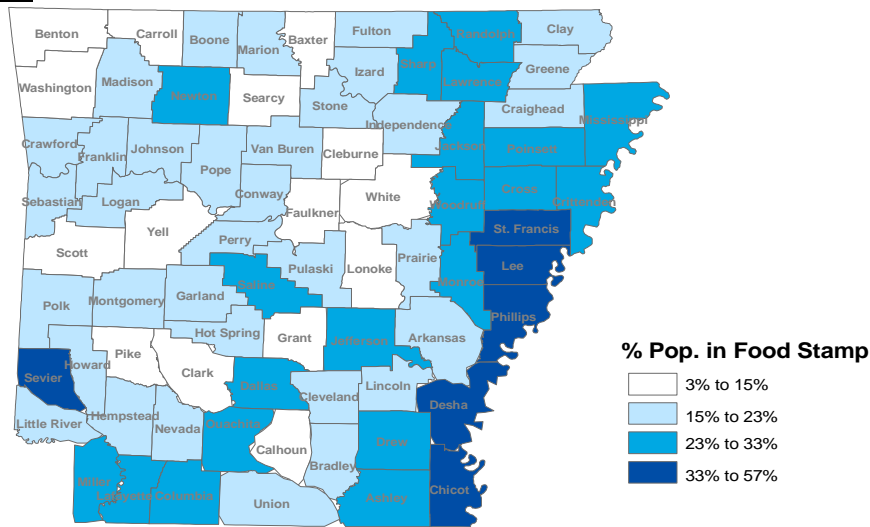 Benton Carroll Boone Marion Baxter Fulton Randolph Clay
Washington Madison Newton Searcy Stone Izard Sharp Lawrence Greene
Independence Craighead Mississippi
Crawford Franklin Johnson Pope Van Buren Cleburne Jackson Poinsett
Sebastian Logan Conway White Woodruff Cross Crittenden
Yell Faulkner St. Francis
Scott Perry Pulaski Lonoke Prairie Lee
Polk Montgomery Garland Saline Monroe
Phillips
Hot Spring Grant Jefferson Arkansas
Pike
Sevier Howard Clark Dallas Cleveland Lincoln
Desha
Little River Hempstead Nevada Ouachita Calhoun Drew
Bradley
Miller Lafayette Columbia Union Ashley Chicot
% Pop. in Food Stamp
3% to 15%
15% to 23%
23% to 33%
33% to 57%